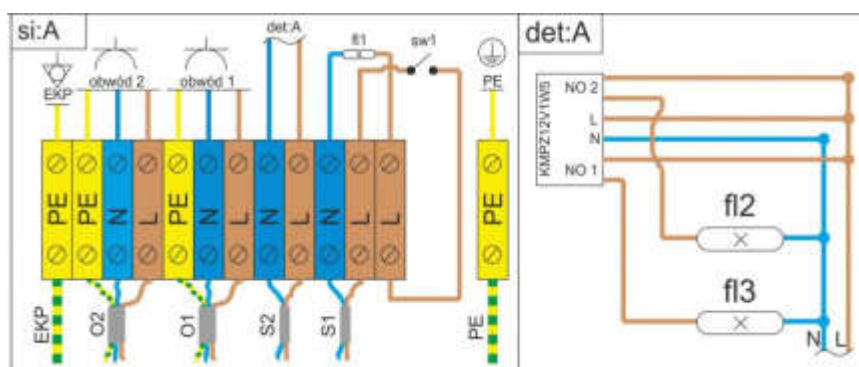 si:A
det:A
fl1
sw1
EKP
obwód 2
obwód 1
PE
PE
PE
N
L
PE
N
L
N
L
N
L
L
PE
EKP
O2
O1
S2
S1
PE
det:A
KMPZ12V1W5
NO 2
L
N
NO 1
fl2
fl3
N
L